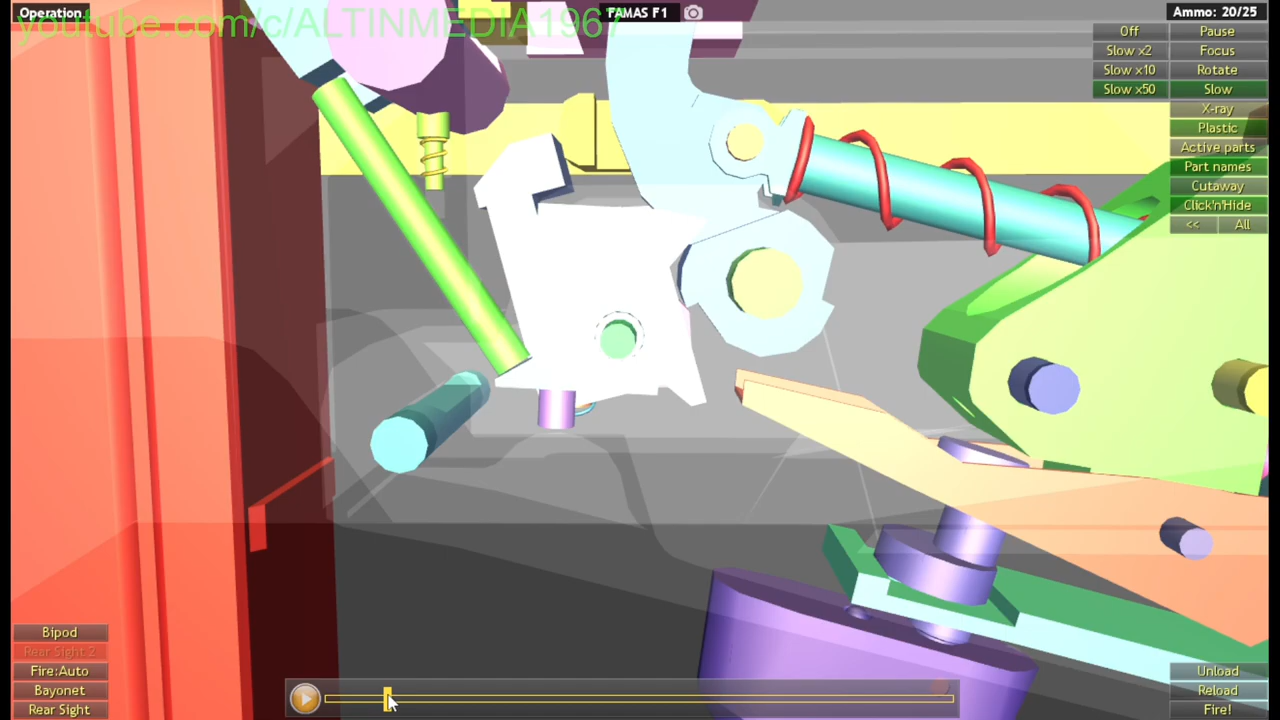 Operation
youtube.com/c/ALTINMEDIA1967
FAMAS F1
Ammo: 20/25
Off
Pause
Slow x2
Focus
Slow x10
Rotate
Slow x50
Slow
X-ray
Plastic
Active parts
Part names
Cutaway
Click'n'Hide
<<
All
Bipod
Rear Sight 2
Fire:Auto
Bayonet
Rear Sight
Unload
Reload
Fire!